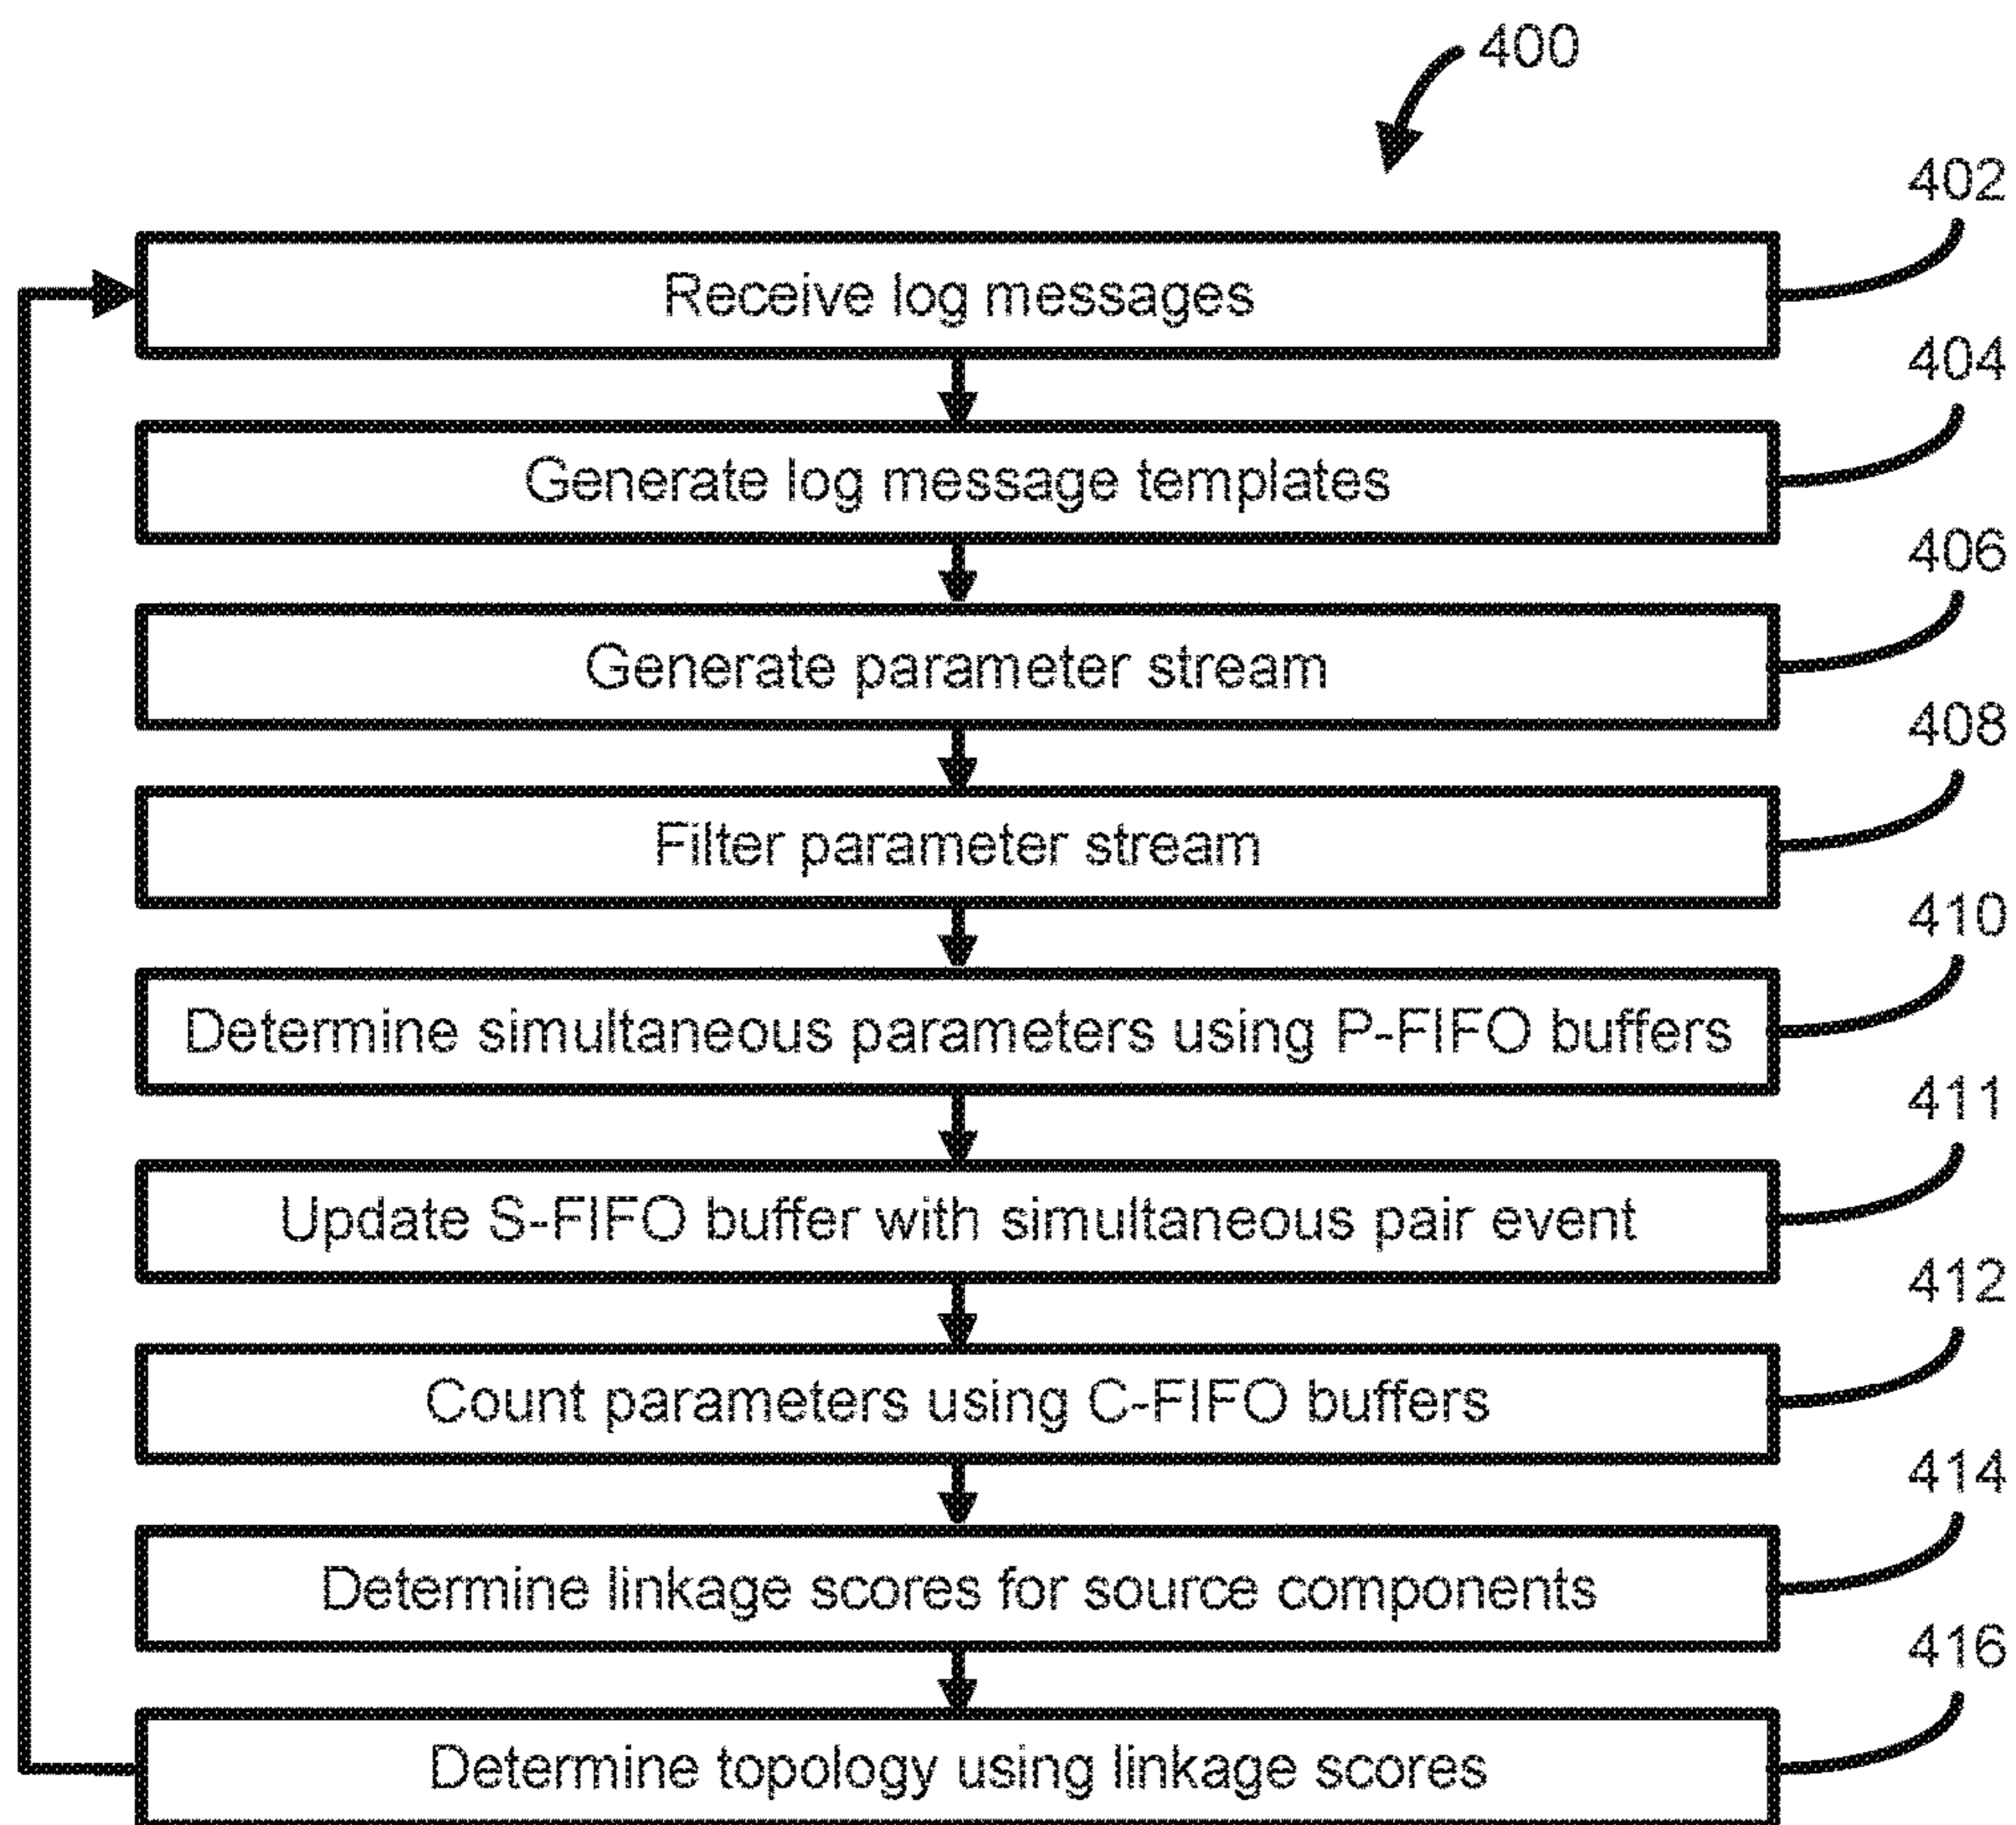 400
402
Receive log messages
404
Generate log message templates
406
Generate parameter stream
408
Filter parameter stream
410
Determine simultaneous parameters using P-FIFO buffers
411
Update S-FIFO buffer with simultaneous pair event
412
Count parameters using C-FIFO buffers
414
Determine linkage scores for source components
416
Determine topology using linkage scores